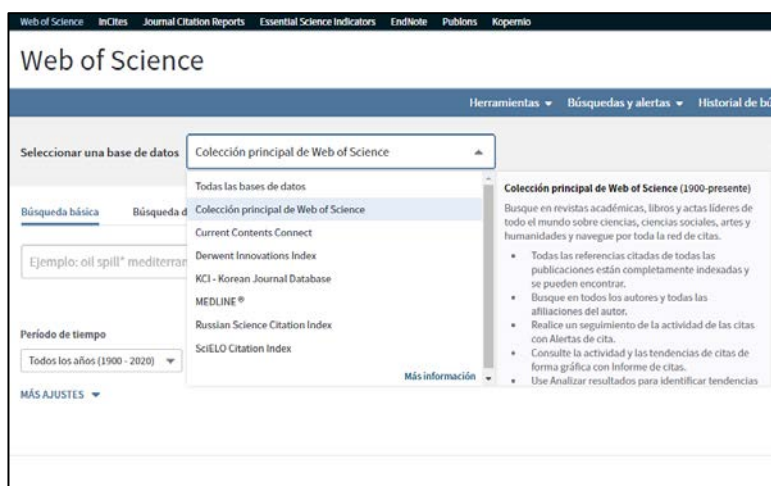 Web of Science InCites Journal Citation Reports Essential Science Indicators EndNote Publons Kopernio
Web of Science
Herramientas Búsquedas y alertas Historial de bú
Seleccionar una base de datos Colección principal de Web of Science
Todas las bases de datos
Colección principal de Web of Science
Current Contents Connect
Derwent Innovations Index
KCI - Korean Journal Database
MEDLINE ®
Russian Science Citation Index
SciELO Citation Index
Más información
Colección principal de Web of Science (1900-presente)
Busque en revistas académicas, libros y actas líderes de
todo el mundo sobre ciencias, ciencias sociales, artes y
humanidades y navegue por toda la red de citas.
Todas las referencias citadas de todas las
publicaciones están completamente indexadas y
se pueden encontrar.
Busque en todos los autores y todas las
afiliaciones del autor.
Realice un seguimiento de la actividad de las citas
con Alertas de cita.
Consulte la actividad y las tendencias de citas de
forma gráfica con Informe de citas.
Use Analizar resultados para identificar tendencias
Búsqueda básica Búsqueda d
Ejemplo: oil spill* mediterran
Período de tiempo
Todos los años (1900 - 2020)
MÁS AJUSTES